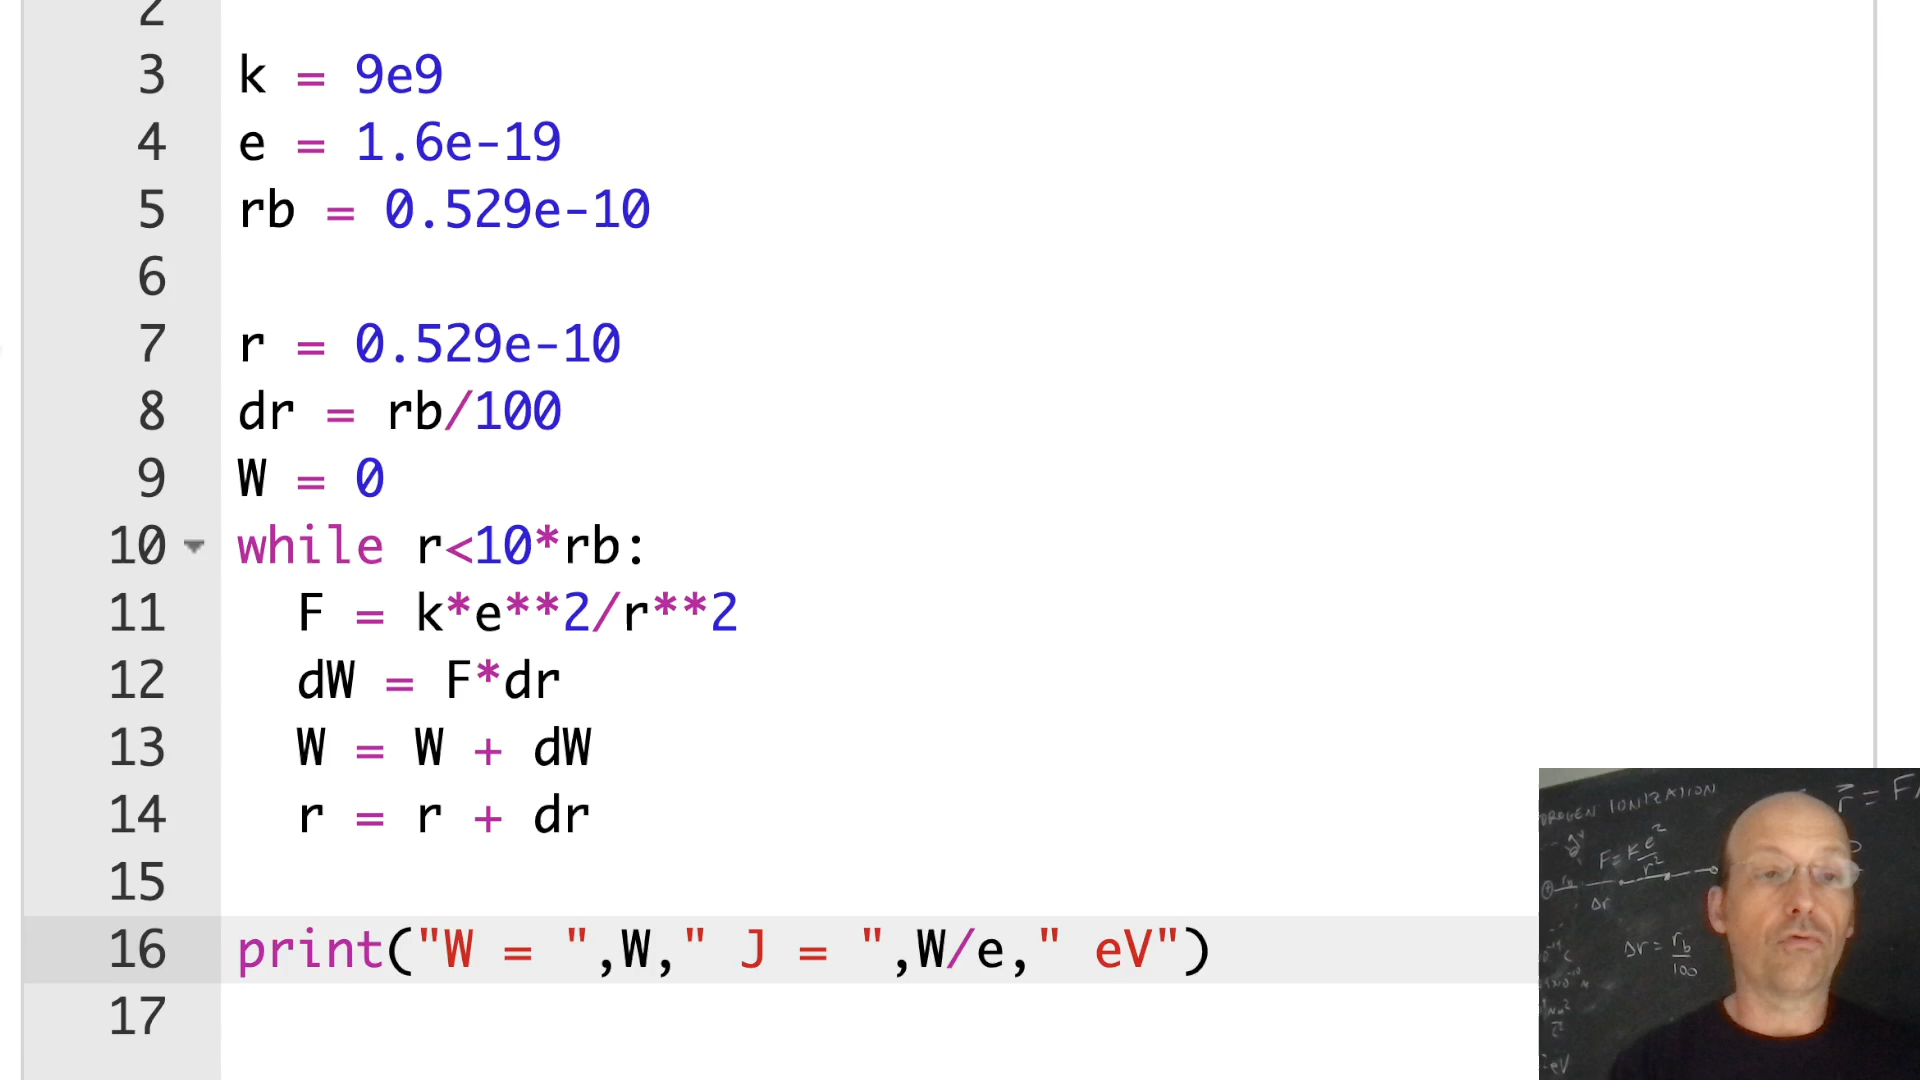 2
3 k = 9e9
4 e = 1.6e-19
5 rb = 0.529e-10
6
7 r = 0.529e-10
8 dr = rb/100
9 W = 0
10 while r<10*rb:
11 F = k*e**2/r**2
12 dW = F*dr
13 W = W + dW
14 r = r + dr
15
16 print("W = ",W," J = ",W/e," eV")
17
DROGEN IONIZATION
F = k e²/r²
Δr
Δr = rb/100
eV